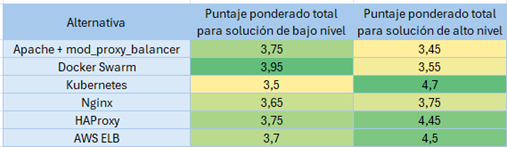 Alternativa Puntaje ponderado total para solución de bajo nivel Puntaje ponderado total para solución de alto nivel
Apache + mod_proxy_balancer 3,75 3,45
Docker Swarm 3,95 3,55
Kubernetes 3,5 4,7
Nginx 3,65 3,75
HAProxy 3,75 4,45
AWS ELB 3,7 4,5